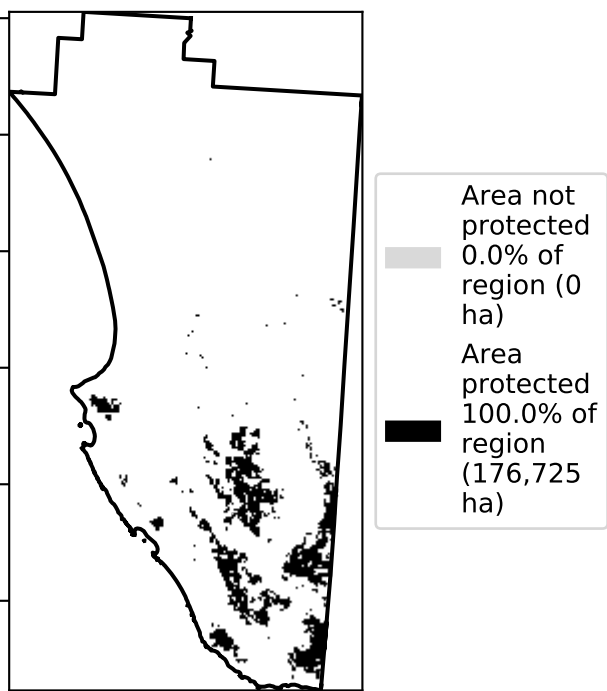 Area not
protected
0.0% of
region (0
ha)
Area
protected
100.0% of
region
(176,725
ha)